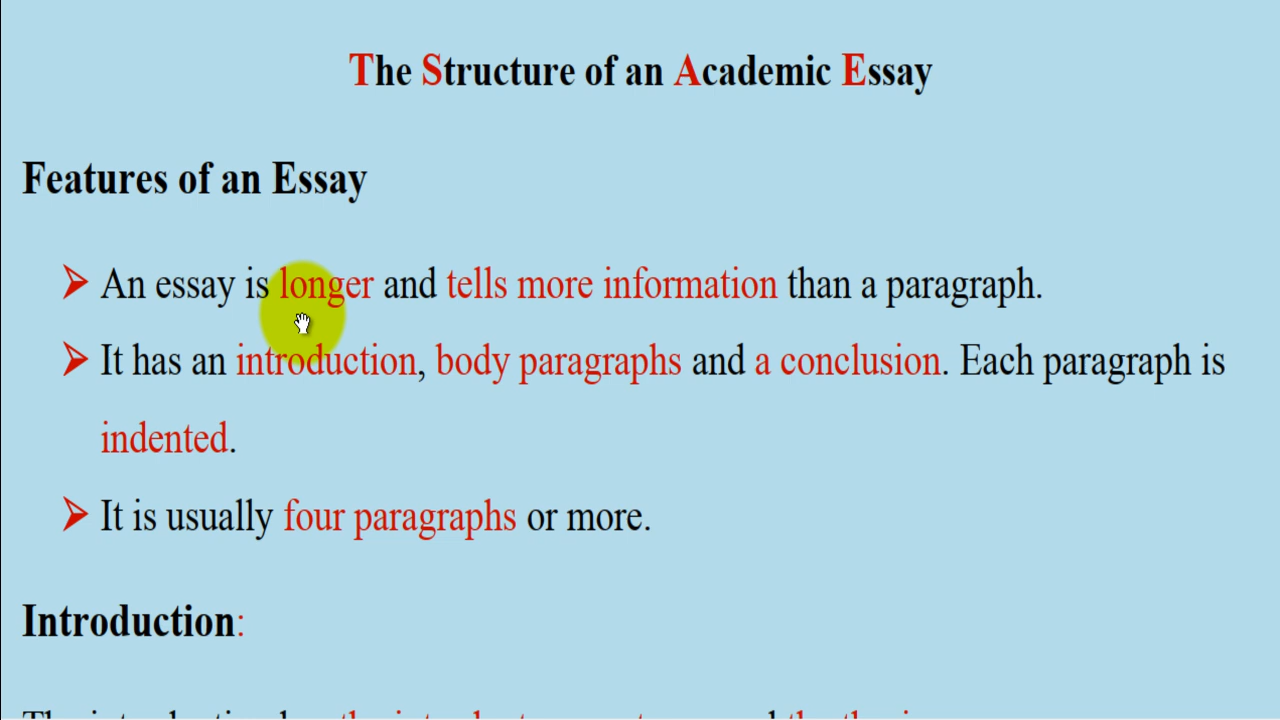 The Structure of an Academic Essay
Features of an Essay
➢ An essay is longer and tells more information than a paragraph.
➢ It has an introduction, body paragraphs and a conclusion. Each paragraph is
indented.
➢ It is usually four paragraphs or more.
Introduction: